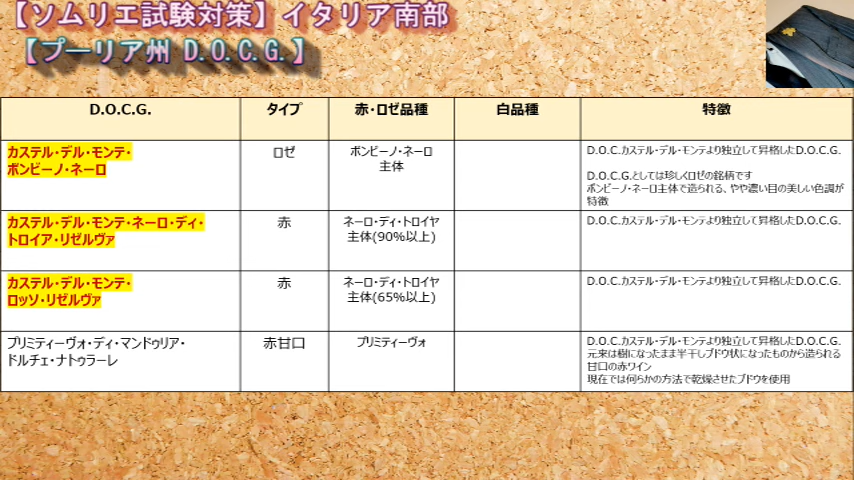 【ソムリエ試験対策】イタリア南部
【プーリア州 D.O.C.G.】
D.O.C.G.
タイプ
赤・ロゼ品種
白品種
特徴
カステル・デル・モンテ・
ボンビーノ・ネーロ
ロゼ
ボンビーノ・ネーロ
主体
D.O.C.カステル・デル・モンテより独立して昇格したD.O.C.G.
D.O.C.G.としては珍しくロゼの銘柄です
ボンビーノ・ネーロ主体で造られる、やや濃い目の美しい色調が
特徴
カステル・デル・モンテ・ネーロ・ディ・
トロイア・リゼルヴァ
赤
ネーロ・ディ・トロイヤ
主体(90%以上)
D.O.C.カステル・デル・モンテより独立して昇格したD.O.C.G.
カステル・デル・モンテ・
ロッソ・リゼルヴァ
赤
ネーロ・ディ・トロイヤ
主体(65%以上)
D.O.C.カステル・デル・モンテより独立して昇格したD.O.C.G.
プリミティーヴォ・ディ・マンドゥリア・
ドルチェ・ナトゥラーレ
赤甘口
プリミティーヴォ
D.O.C.カステル・デル・モンテより独立して昇格したD.O.C.G.
元来は樹になったまま半干しブドウ状になったものから造られる
甘口の赤ワイン
現在では何らかの方法で乾燥させたブドウを使用